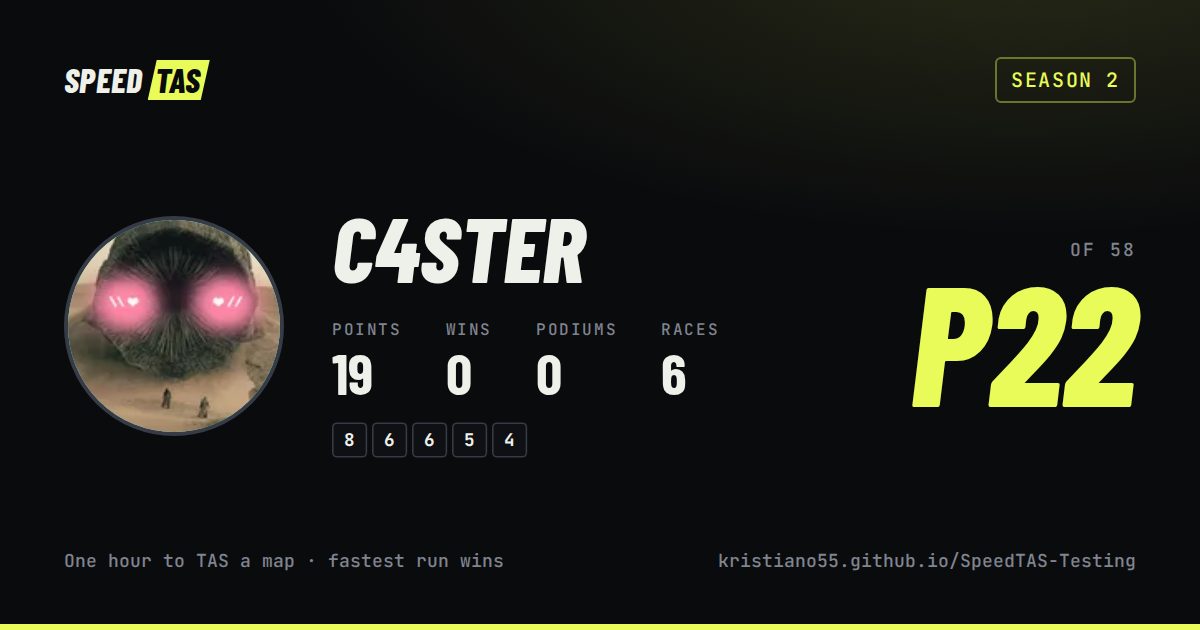 SPEED TAS
SEASON 2
C4STER
OF 58
P22
POINTS WINS PODIUMS RACES
19 0 0 6
8 6 6 5 4
One hour to TAS a map · fastest run wins
kristiano55.github.io/SpeedTAS-Testing